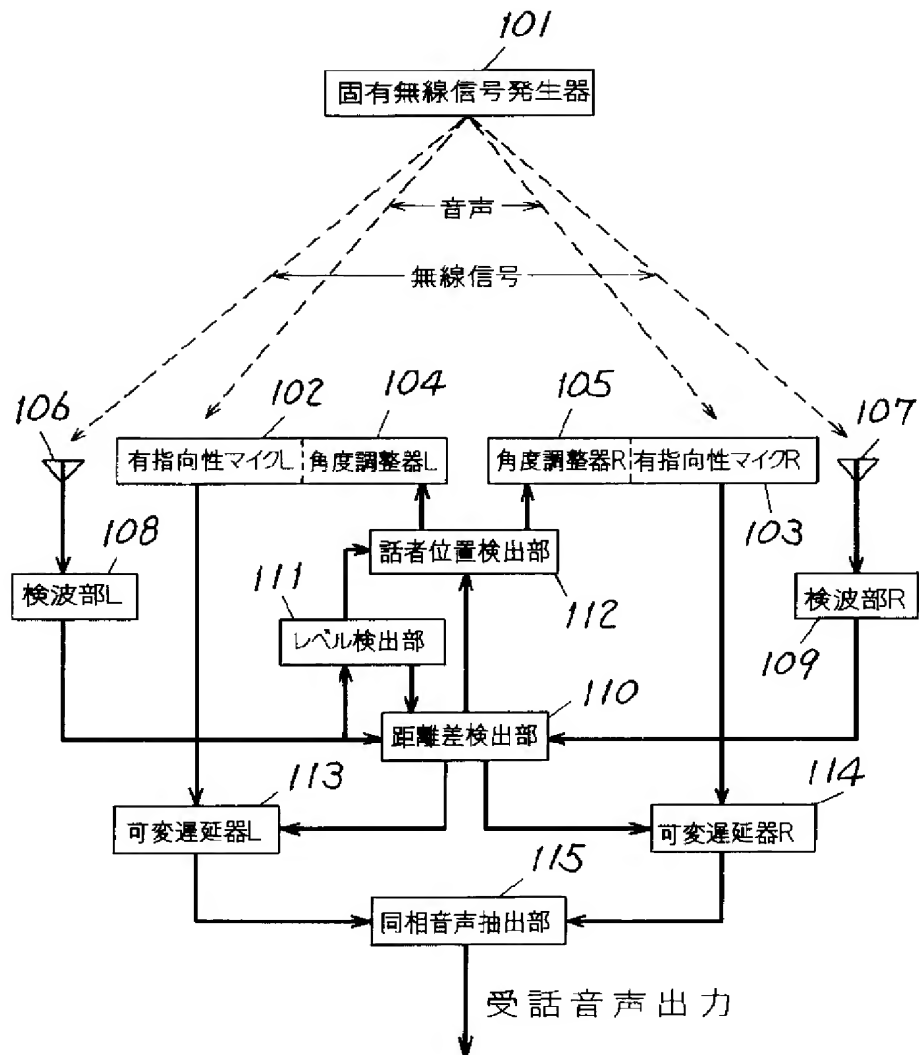 101
固有無線信号発生器
音声
無線信号
106
102
104
105
107
有指向性マイクL
角度調整器L
角度調整器R
有指向性マイクR
103
108
検波部L
111
話者位置検出部
112
検波部R
109
レベル検出部
110
距離差検出部
113
可変遅延器L
114
可変遅延器R
115
同相音声抽出部
受話音声出力